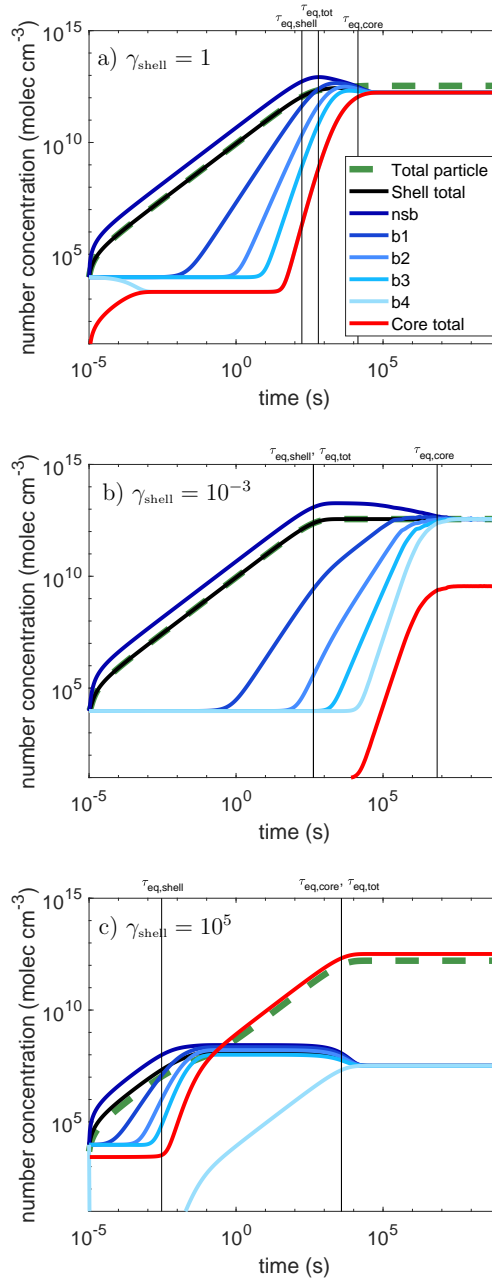 τeq,tot
τeq,shell τeq,core
a) γshell = 1
number concentration (molec cm-3)
10^15
10^10
10^5
Total particle
Shell total
nsb
b1
b2
b3
b4
Core total
10^-5 10^0 10^5
time (s)
τeq,shell, τeq,tot τeq,core
b) γshell = 10^-3
number concentration (molec cm-3)
10^15
10^10
10^5
10^-5 10^0 10^5
time (s)
τeq,shell τeq,core, τeq,tot
c) γshell = 10^5
number concentration (molec cm-3)
10^15
10^10
10^5
10^-5 10^0 10^5
time (s)